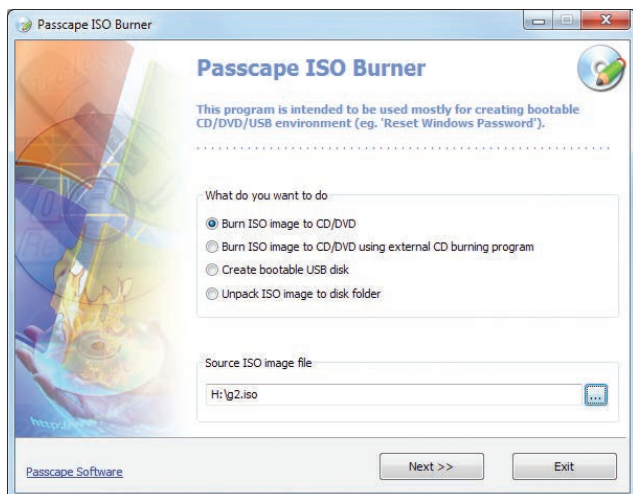 Passcape ISO Burner
Passcape ISO Burner
This program is intended to be used mostly for creating bootable
CD/DVD/USB environment (eg. 'Reset Windows Password').
What do you want to do
Burn ISO image to CD/DVD
Burn ISO image to CD/DVD using external CD burning program
Create bootable USB disk
Unpack ISO image to disk folder
Source ISO image file
H:\g2.iso
...
Passcape Software
Next >>
Exit